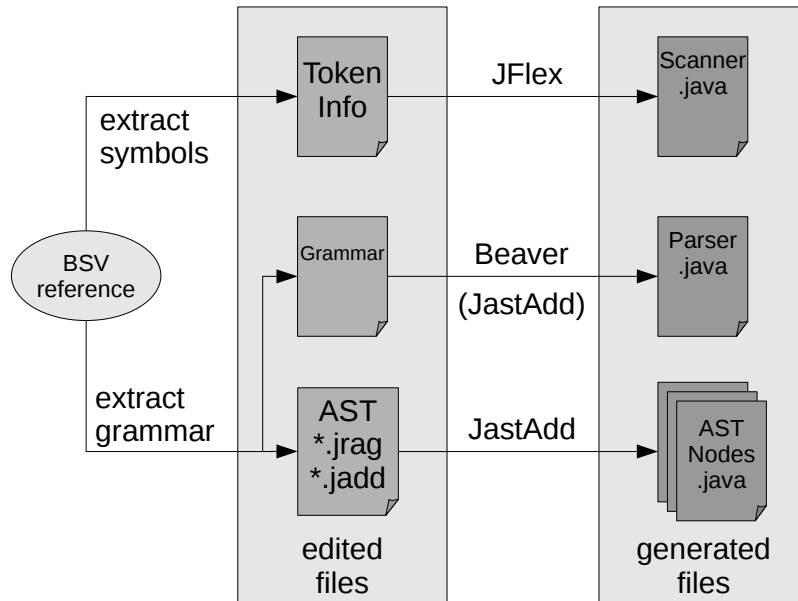 Token
Info
JFlex
Scanner
.java
extract
symbols
BSV
reference
Grammar
Beaver
(JastAdd)
Parser
.java
extract
grammar
AST
*.jrag
*.jadd
JastAdd
AST
Nodes
.java
edited
files
generated
files